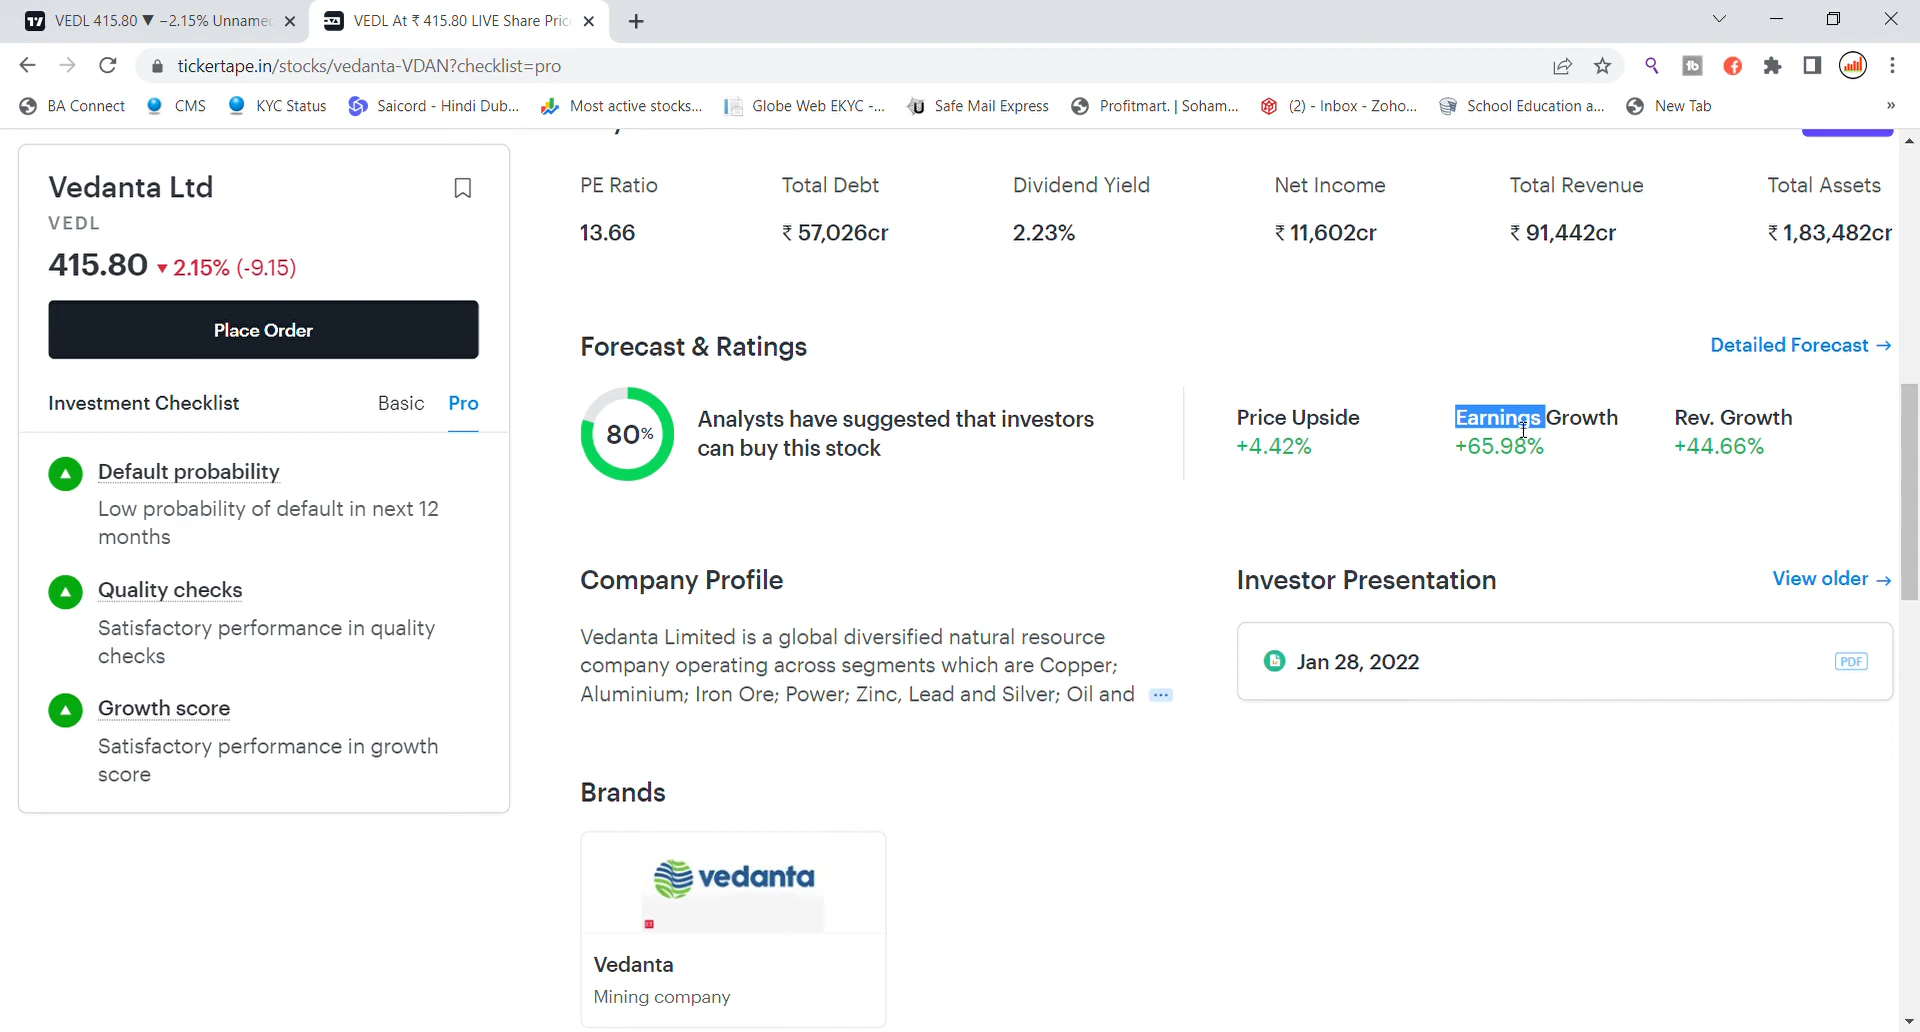 VEDL 415.80 ▼ −2.15% Unname
VEDL At ₹ 415.80 LIVE Share Pric
tickertape.in/stocks/vedanta-VDAN?checklist=pro
BA Connect
CMS
KYC Status
Saicord - Hindi Dub...
Most active stocks...
Globe Web EKYC -...
Safe Mail Express
Profitmart. | Soham...
(2) - Inbox - Zoho...
School Education a...
New Tab
»
Vedanta Ltd
VEDL
415.80 ▼ 2.15% (-9.15)
Place Order
Investment Checklist
Basic
Pro
Default probability
Low probability of default in next 12
months
Quality checks
Satisfactory performance in quality
checks
Growth score
Satisfactory performance in growth
score
PE Ratio
Total Debt
Dividend Yield
Net Income
Total Revenue
Total Assets
13.66
₹ 57,026cr
2.23%
₹ 11,602cr
₹ 91,442cr
₹ 1,83,482cr
Forecast & Ratings
Detailed Forecast →
80%
Analysts have suggested that investors
can buy this stock
Price Upside
+4.42%
Earnings Growth
+65.98%
Rev. Growth
+44.66%
Company Profile
Vedanta Limited is a global diversified natural resource
company operating across segments which are Copper;
Aluminium; Iron Ore; Power; Zinc, Lead and Silver; Oil and ...
Investor Presentation
View older →
Jan 28, 2022
PDF
Brands
vedanta
Vedanta
Mining company